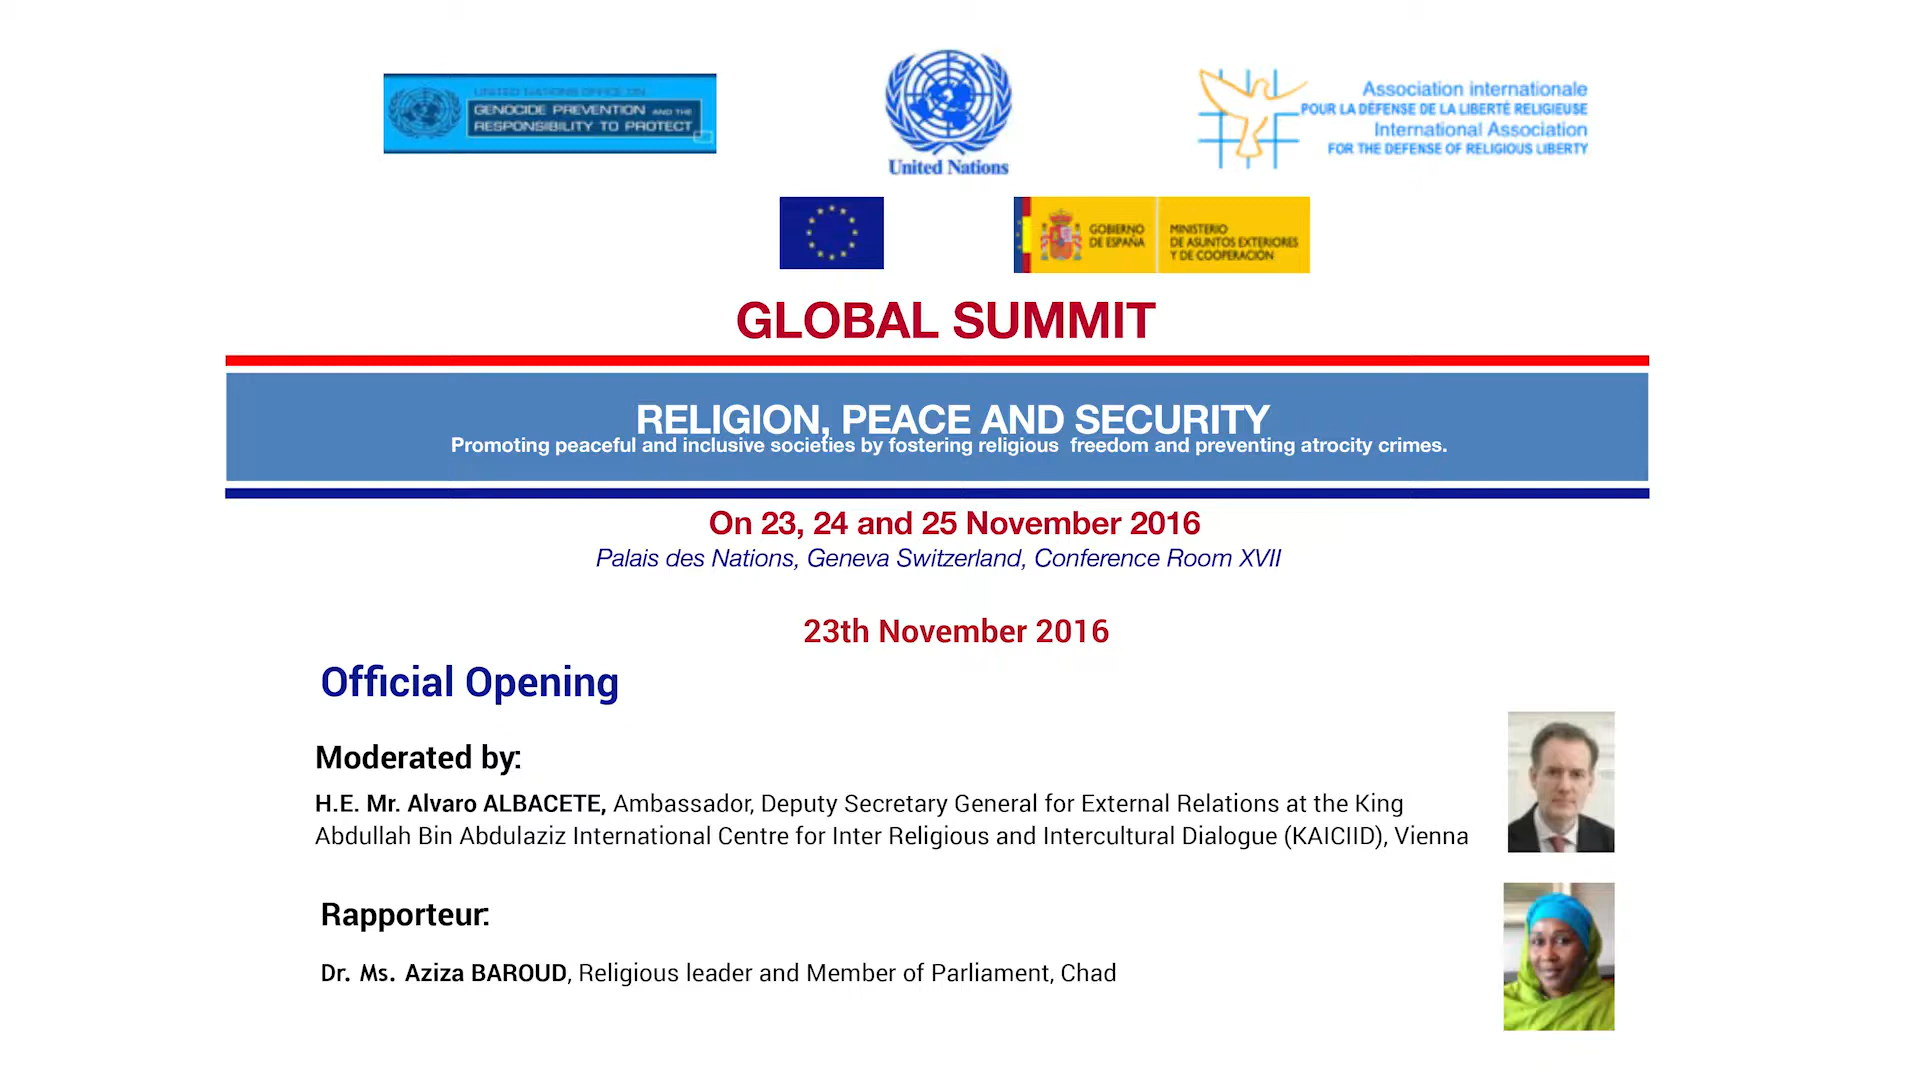 UNITED NATIONS OFFICE ON
GENOCIDE PREVENTION AND THE
RESPONSIBILITY TO PROTECT
United Nations
Association internationale
POUR LA DÉFENSE DE LA LIBERTÉ RELIGIEUSE
International Association
FOR THE DEFENSE OF RELIGIOUS LIBERTY
GOBIERNO
DE ESPAÑA
MINISTERIO
DE ASUNTOS EXTERIORES
Y DE COOPERACIÓN
GLOBAL SUMMIT
RELIGION, PEACE AND SECURITY
Promoting peaceful and inclusive societies by fostering religious freedom and preventing atrocity crimes.
On 23, 24 and 25 November 2016
Palais des Nations, Geneva Switzerland, Conference Room XVII
23th November 2016
Official Opening
Moderated by:
H.E. Mr. Alvaro ALBACETE, Ambassador, Deputy Secretary General for External Relations at the King
Abdullah Bin Abdulaziz International Centre for Inter Religious and Intercultural Dialogue (KAICIID), Vienna
Rapporteur:
Dr. Ms. Aziza BAROUD, Religious leader and Member of Parliament, Chad